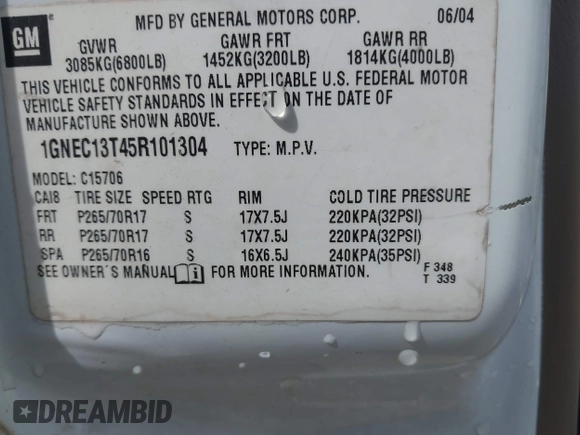 GM
MFD BY GENERAL MOTORS CORP. 06/04
GVWR GAWR FRT GAWR RR
3085KG(6800LB) 1452KG(3200LB) 1814KG(4000LB)
THIS VEHICLE CONFORMS TO ALL APPLICABLE U.S. FEDERAL MOTOR
VEHICLE SAFETY STANDARDS IN EFFECT ON THE DATE OF
MANUFACTURE SHOWN ABOVE.
1GNEC13T45R101304 TYPE: M.P.V.
MODEL: C15706
CAI8 TIRE SIZE SPEED RTG RIM COLD TIRE PRESSURE
FRT P265/70R17 S 17X7.5J 220KPA(32PSI)
RR P265/70R17 S 17X7.5J 220KPA(32PSI)
SPA P265/70R16 S 16X6.5J 240KPA(35PSI)
SEE OWNER'S MANUAL FOR MORE INFORMATION.
F 348
T 339
DREAMBID